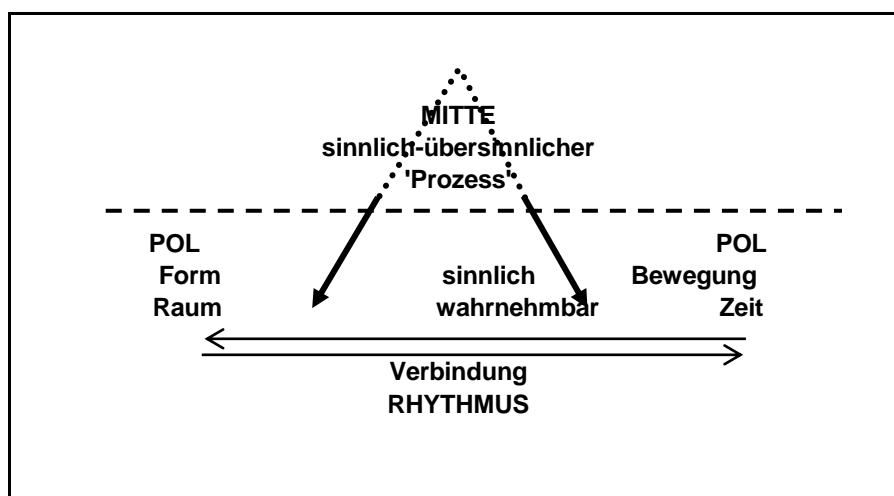 MITTE
sinnlich-übersinnlicher
'Prozess'
POL POL
Form sinnlich Bewegung
Raum wahrnehmbar Zeit
Verbindung
RHYTHMUS